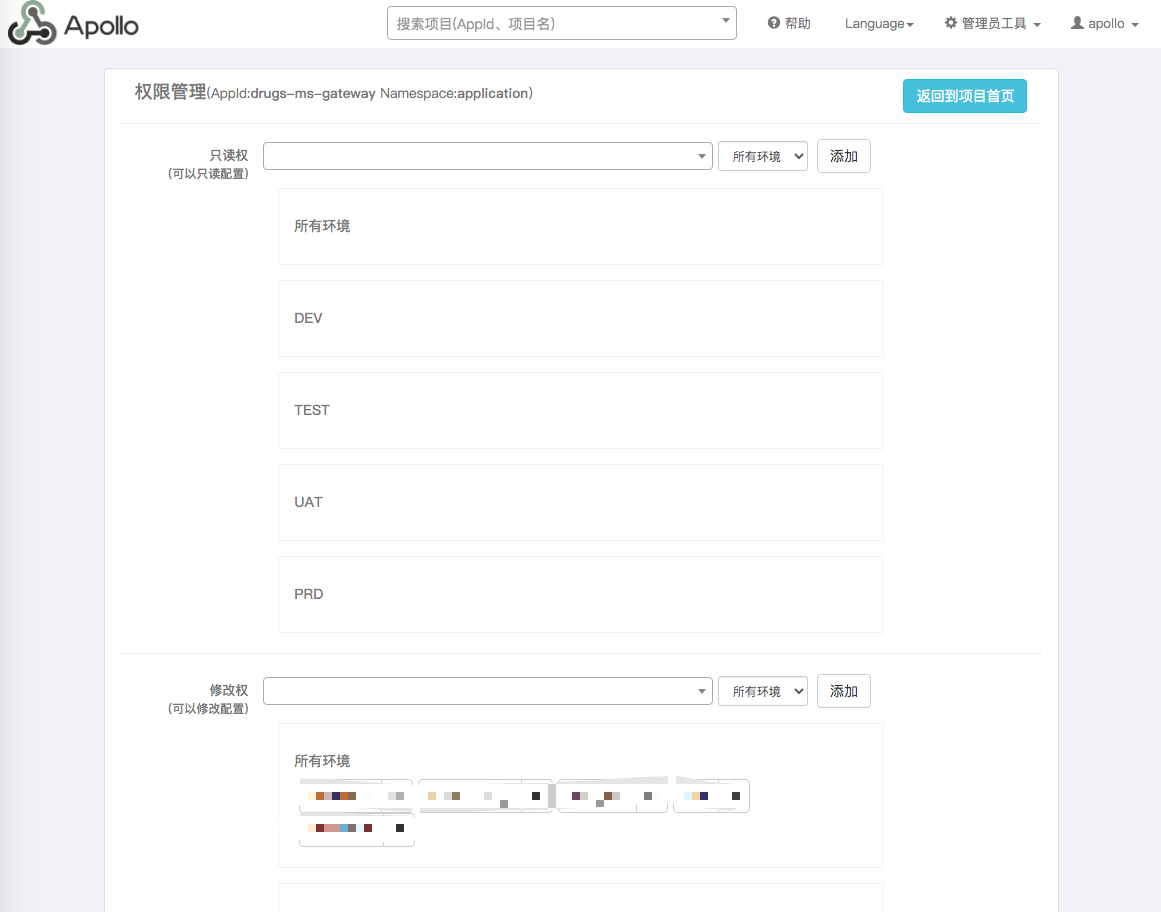 Apollo
搜索项目(AppId、项目名)
帮助
Language
管理员工具
apollo
权限管理(AppId:drugs-ms-gateway Namespace:application)
返回到项目首页
只读权
(可以只读配置)
所有环境
添加
所有环境
DEV
TEST
UAT
PRD
修改权
(可以修改配置)
所有环境
添加
所有环境